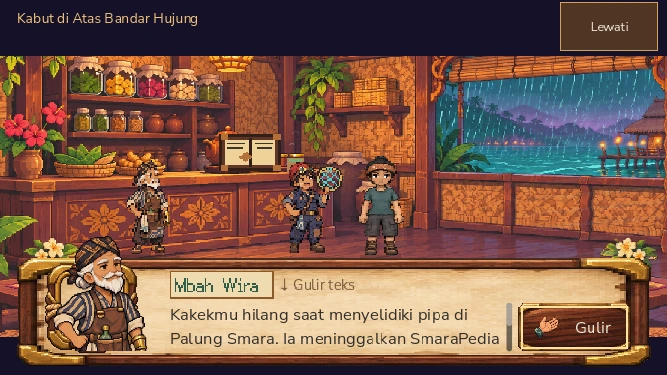 Kabut di Atas Bandar Hujung
Lewati
Mbah Wira
↓ Gulir teks
Kakekmu hilang saat menyelidiki pipa di
Palung Smara. Ia meninggalkan SmaraPedia
Gulir